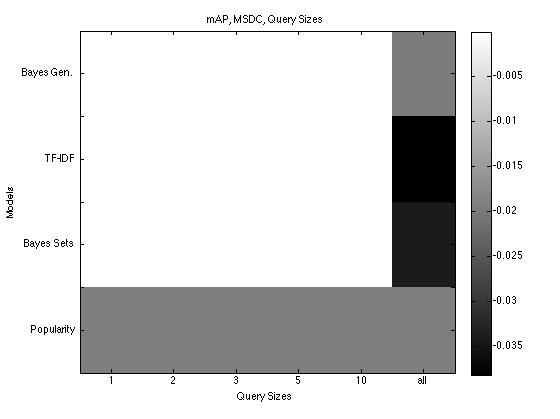 mAP, MSDC, Query Sizes
Bayes Gen.
TF-IDF
Bayes Sets
Popularity
Models
1 2 3 5 10 all
Query Sizes
-0.005
-0.01
-0.015
-0.02
-0.025
-0.03
-0.035